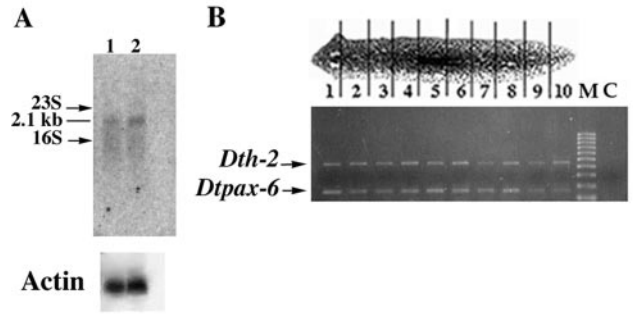 A
B
1 2
23S
2.1 kb
16S
Actin
1 2 3 4 5 6 7 8 9 10 M C
Dth-2
Dtpax-6